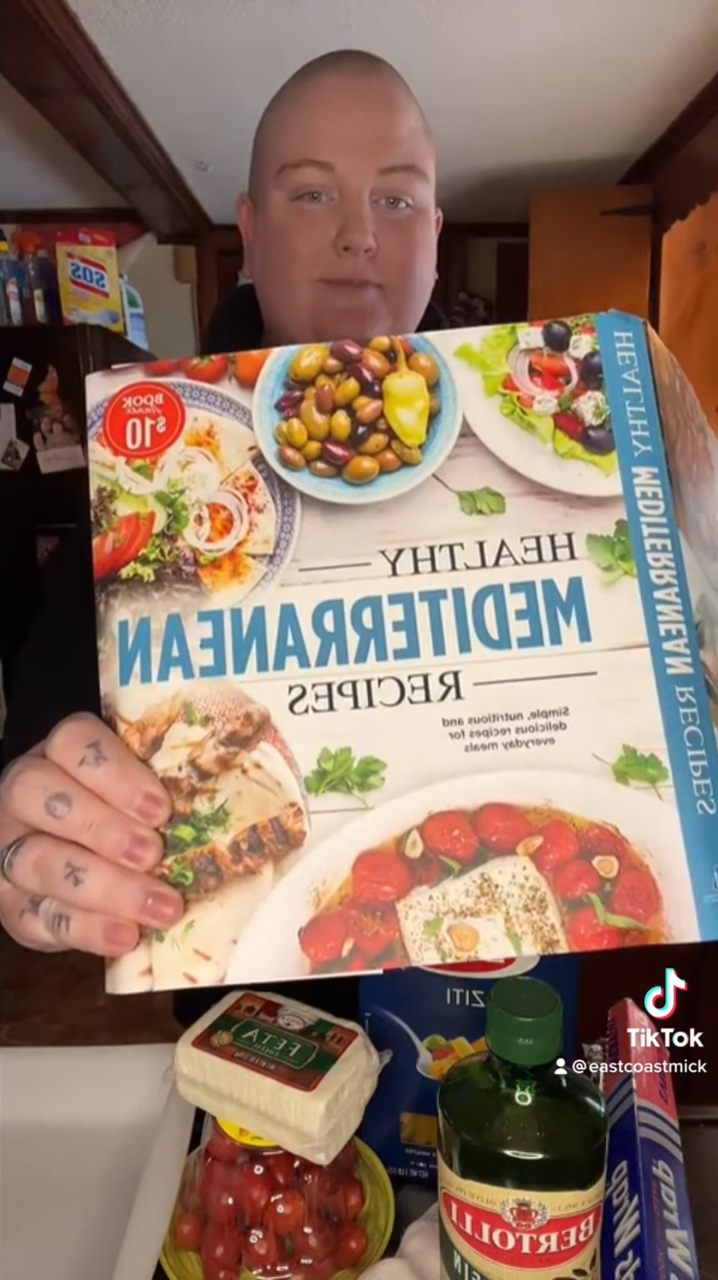 SOS
BOOK
$10
HEALTHY
MEDITERRANEAN
RECIPES
Simple, nutritious and
delicious recipes for
everyday meals
HEALTHY MEDITERRANEAN RECIPES
ZITI
FETA
BERTOLLI
TikTok
@eastcoastmick